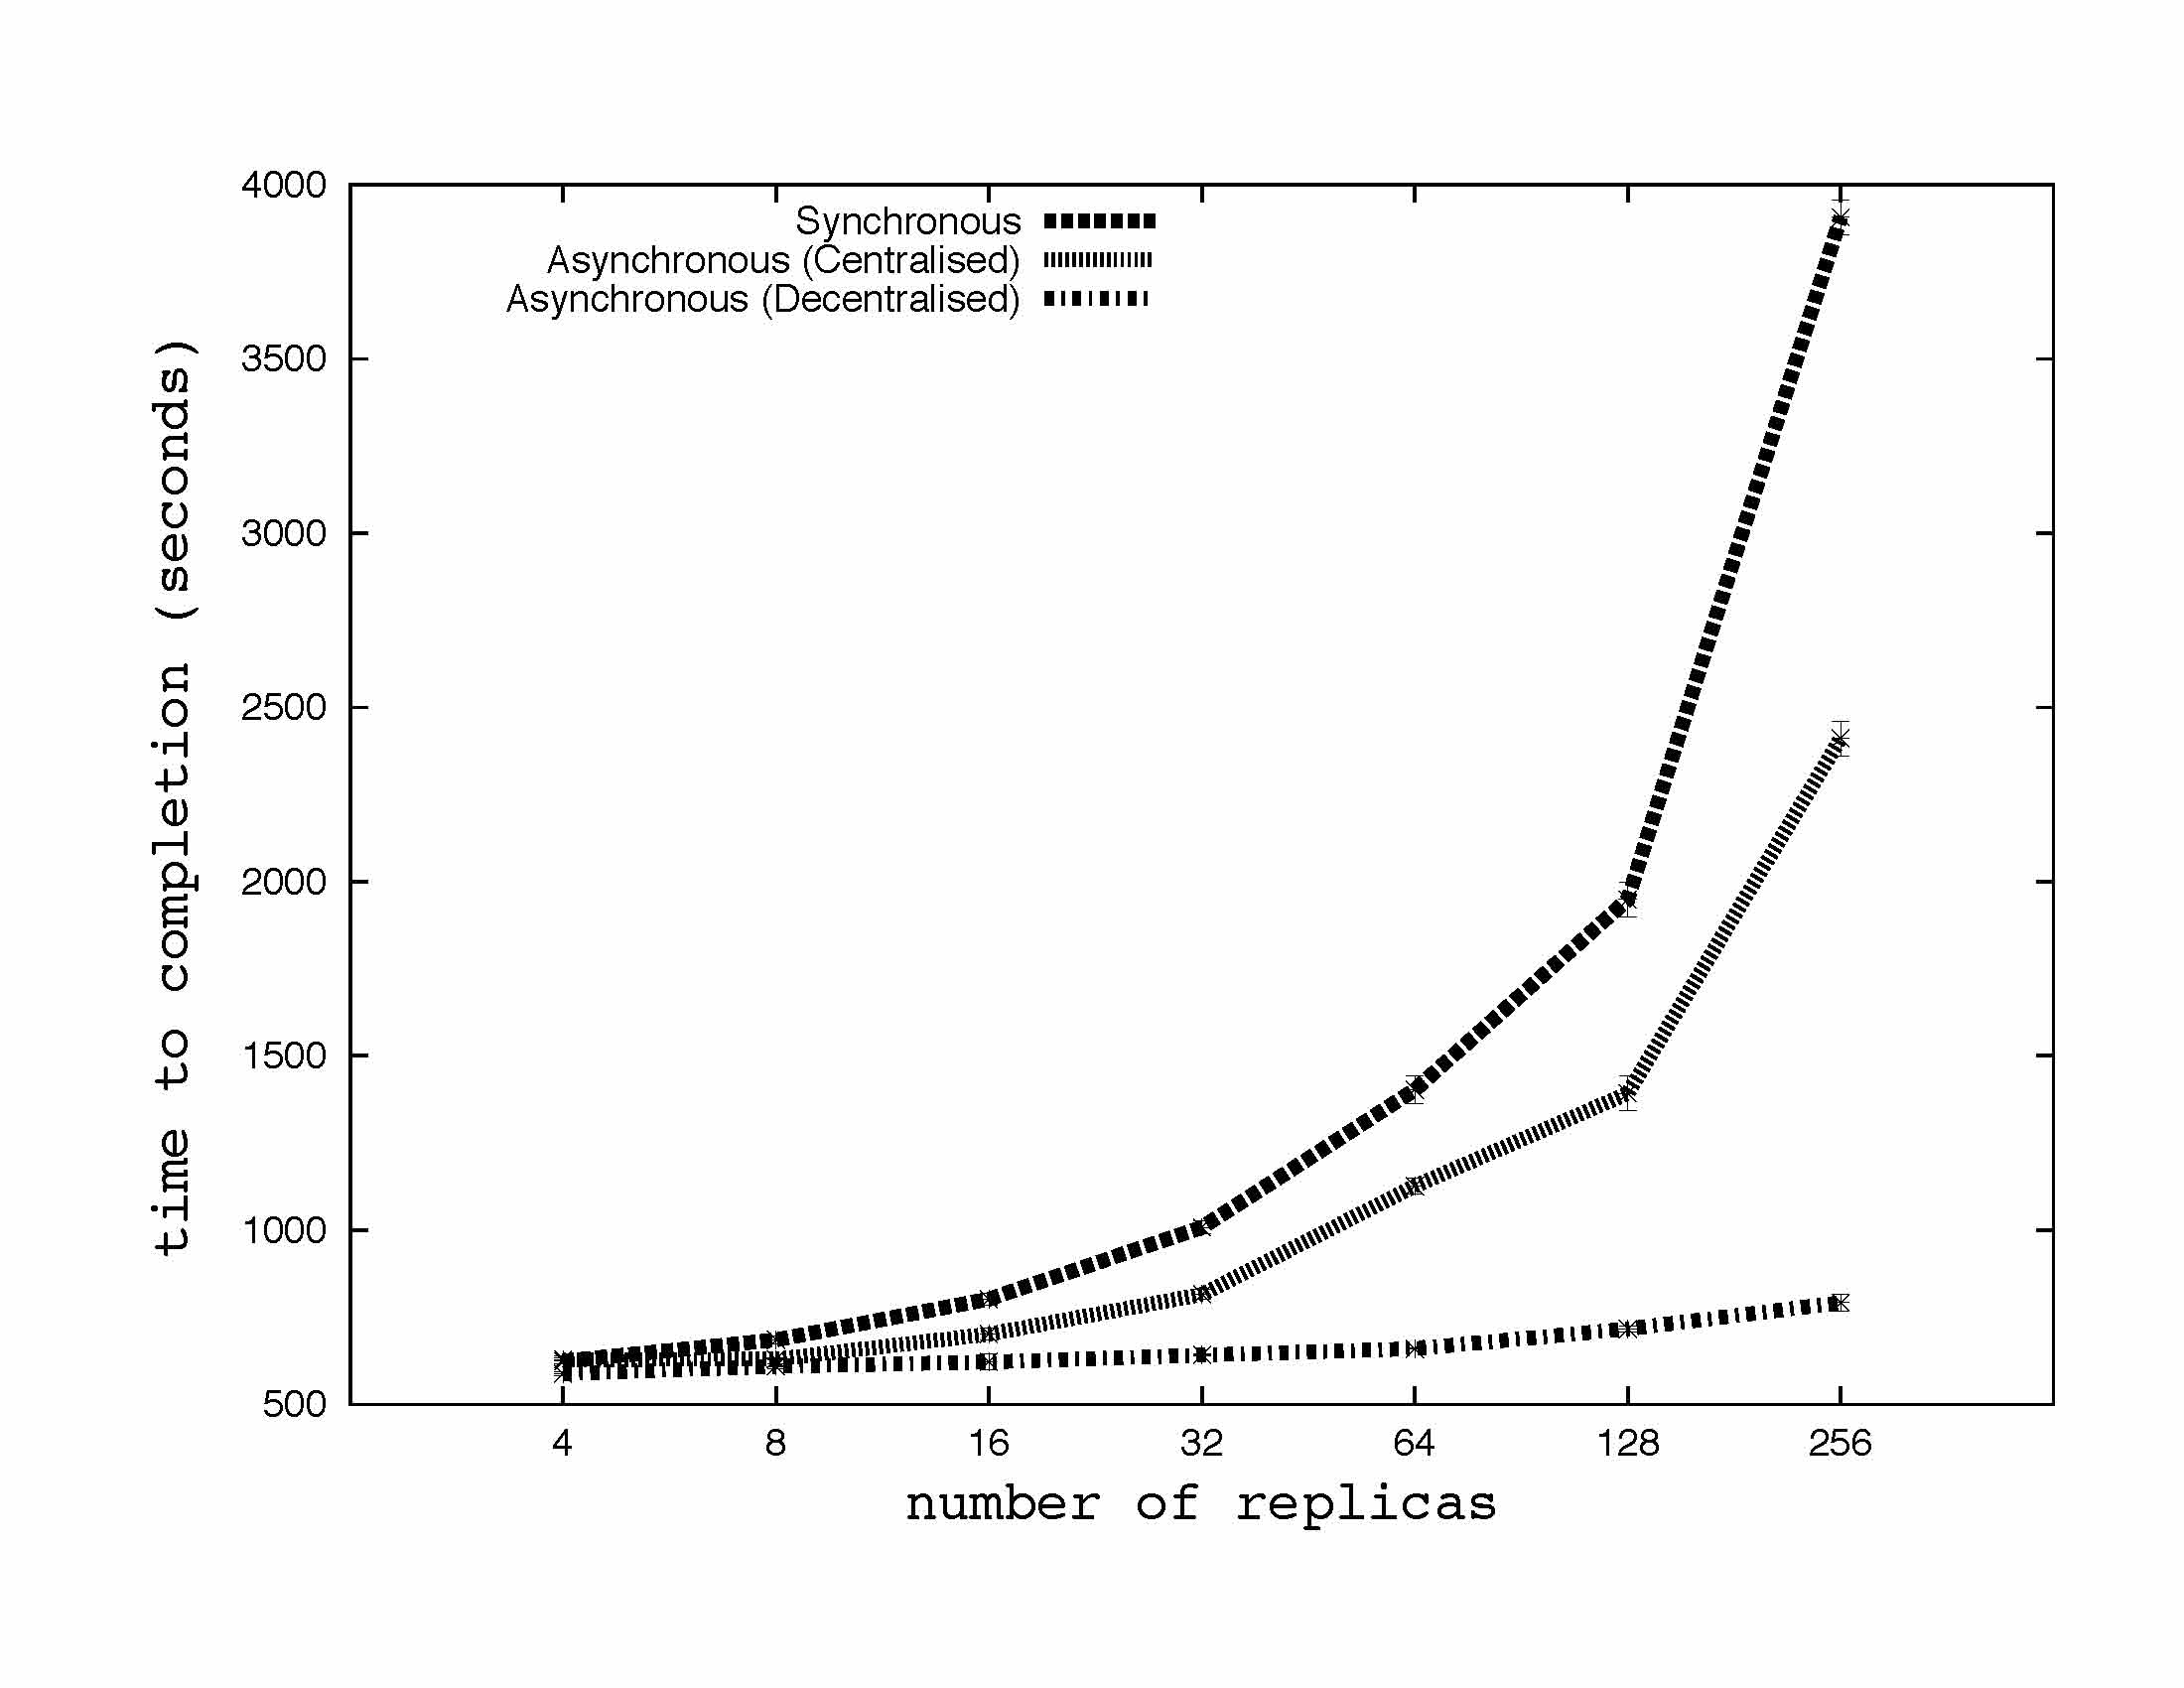 4000
3500
3000
2500
2000
1500
1000
500
time to completion (seconds)
Synchronous
Asynchronous (Centralised)
Asynchronous (Decentralised)
4 8 16 32 64 128 256
number of replicas